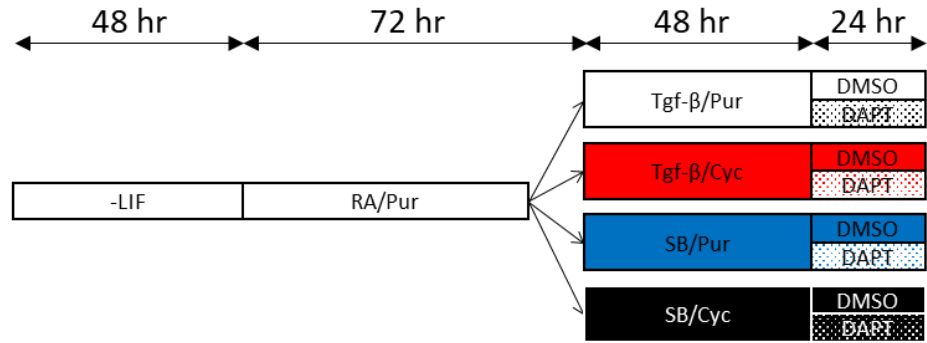 48 hr 72 hr 48 hr 24 hr
Tgf-β/Pur DMSO
DAPT
Tgf-β/Cyc DMSO
DAPT
-LIF RA/Pur
SB/Pur DMSO
DAPT
SB/Cyc DMSO
DAPT